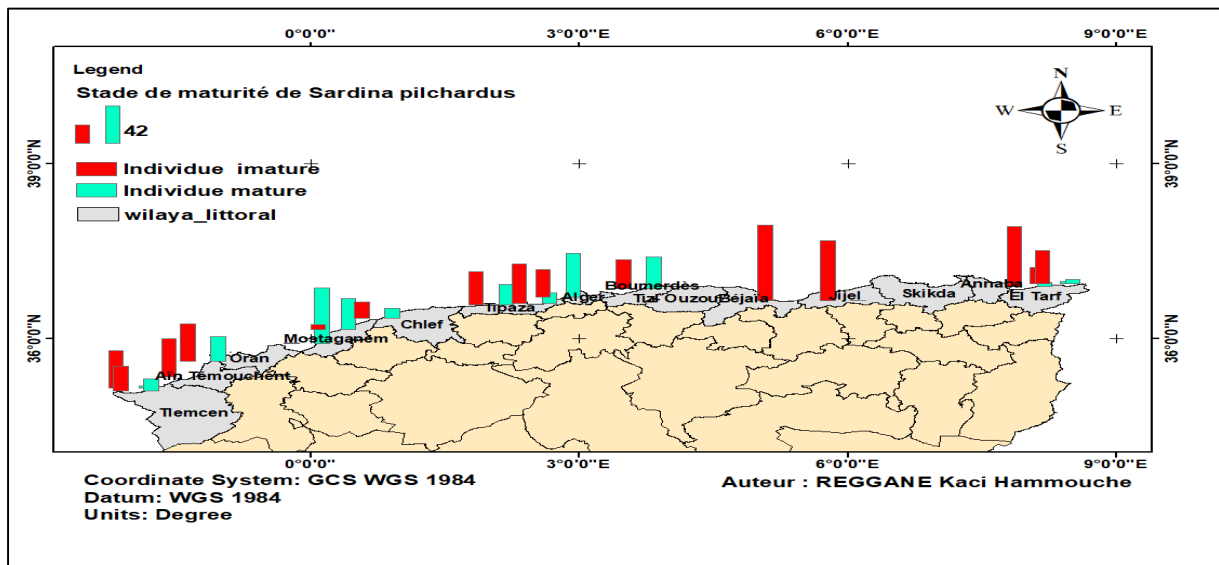 0°0'0" 3°0'0"E 6°0'0"E 9°0'0"E
Legend
Stade de maturité de Sardina pilchardus
42
Individue imature
Individue mature
wilaya_littoral
N
W E
S
39°0'0"N 39°0'0"N
36°0'0"N 36°0'0"N
Tlemcen
Aïn Temouchent
Oran
Mostaganem
Chlef
Tipaza
Alger
Boumerdès
Tizi Ouzou
Béjaïa
Jijel
Skikda
Annaba
El Tarf
0°0'0" 3°0'0"E 6°0'0"E 9°0'0"E
Coordinate System: GCS WGS 1984
Datum: WGS 1984
Units: Degree
Auteur : REGGANE Kaci Hammouche